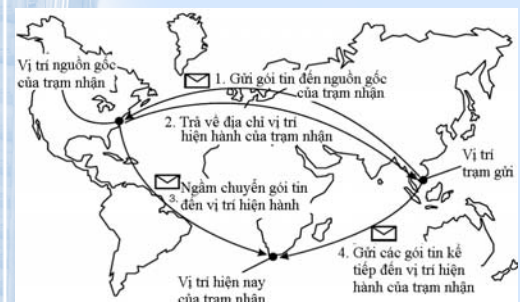 Vị trí nguồn gốc
của trạm nhận
1. Gửi gói tin đến nguồn gốc
của trạm nhận
2. Trả về địa chỉ vị trí
hiện hành của trạm nhận
Vị trí
trạm gửi
3.
Ngầm chuyển gói tin
đến vị trí hiện hành
4. Gửi các gói tin kế
tiếp đến vị trí hiện
hành của trạm nhận
Vị trí hiện nay
của trạm nhận